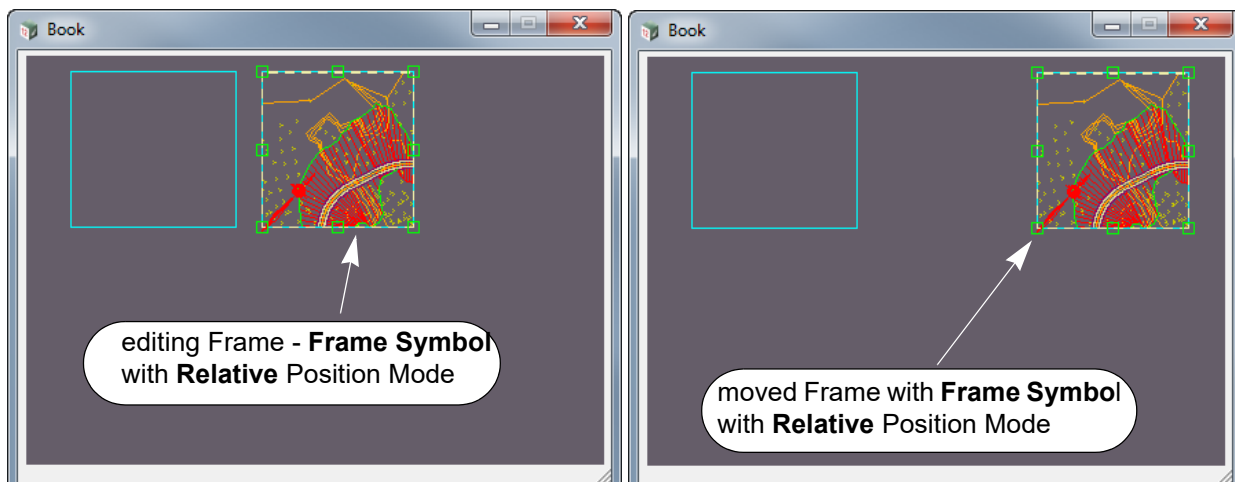 Book
editing Frame - Frame Symbol
with Relative Position Mode
Book
moved Frame with Frame Symbol
with Relative Position Mode